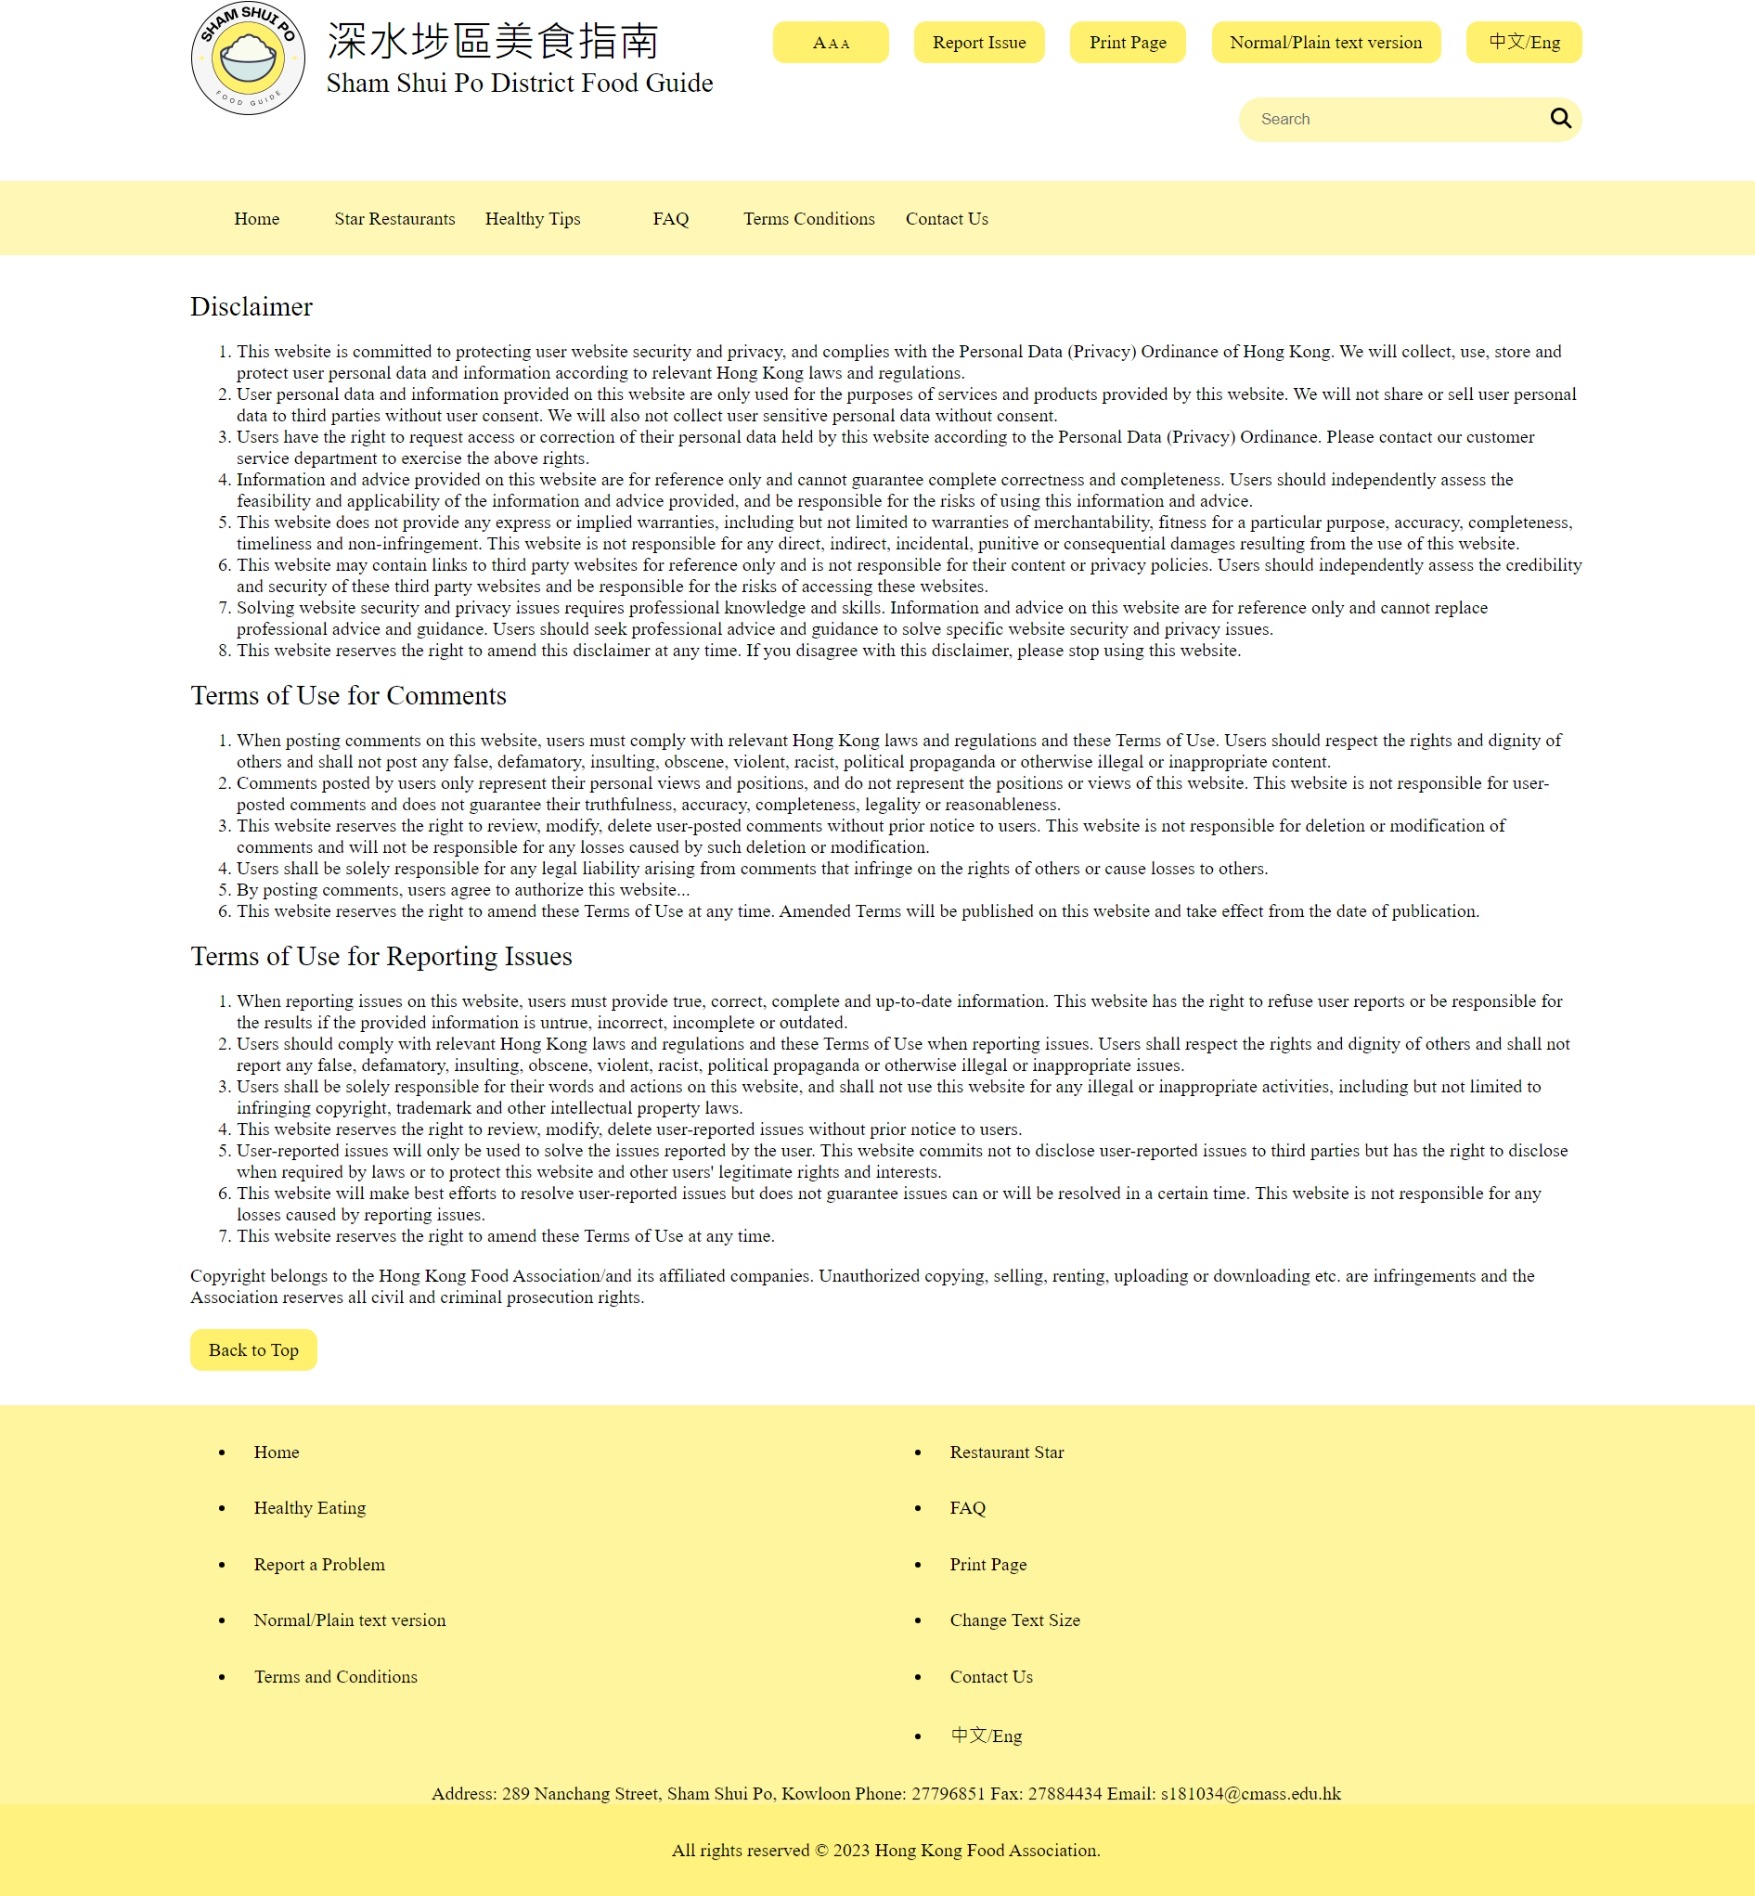 SHAM SHUI PO
FOOD GUIDE
深水埗區美食指南
Sham Shui Po District Food Guide
A A A
Report Issue
Print Page
Normal/Plain text version
中文/Eng
Search
Home
Star Restaurants
Healthy Tips
FAQ
Terms Conditions
Contact Us
Disclaimer
1. This website is committed to protecting user website security and privacy, and complies with the Personal Data (Privacy) Ordinance of Hong Kong. We will collect, use, store and
protect user personal data and information according to relevant Hong Kong laws and regulations.
2. User personal data and information provided on this website are only used for the purposes of services and products provided by this website. We will not share or sell user personal
data to third parties without user consent. We will also not collect user sensitive personal data without consent.
3. Users have the right to request access or correction of their personal data held by this website according to the Personal Data (Privacy) Ordinance. Please contact our customer
service department to exercise the above rights.
4. Information and advice provided on this website are for reference only and cannot guarantee complete correctness and completeness. Users should independently assess the
feasibility and applicability of the information and advice provided, and be responsible for the risks of using this information and advice.
5. This website does not provide any express or implied warranties, including but not limited to warranties of merchantability, fitness for a particular purpose, accuracy, completeness,
timeliness and non-infringement. This website is not responsible for any direct, indirect, incidental, punitive or consequential damages resulting from the use of this website.
6. This website may contain links to third party websites for reference only and is not responsible for their content or privacy policies. Users should independently assess the credibility
and security of these third party websites and be responsible for the risks of accessing these websites.
7. Solving website security and privacy issues requires professional knowledge and skills. Information and advice on this website are for reference only and cannot replace
professional advice and guidance. Users should seek professional advice and guidance to solve specific website security and privacy issues.
8. This website reserves the right to amend this disclaimer at any time. If you disagree with this disclaimer, please stop using this website.
Terms of Use for Comments
1. When posting comments on this website, users must comply with relevant Hong Kong laws and regulations and these Terms of Use. Users should respect the rights and dignity of
others and shall not post any false, defamatory, insulting, obscene, violent, racist, political propaganda or otherwise illegal or inappropriate content.
2. Comments posted by users only represent their personal views and positions, and do not represent the positions or views of this website. This website is not responsible for user-
posted comments and does not guarantee their truthfulness, accuracy, completeness, legality or reasonableness.
3. This website reserves the right to review, modify, delete user-posted comments without prior notice to users. This website is not responsible for deletion or modification of
comments and will not be responsible for any losses caused by such deletion or modification.
4. Users shall be solely responsible for any legal liability arising from comments that infringe on the rights of others or cause losses to others.
5. By posting comments, users agree to authorize this website...
6. This website reserves the right to amend these Terms of Use at any time. Amended Terms will be published on this website and take effect from the date of publication.
Terms of Use for Reporting Issues
1. When reporting issues on this website, users must provide true, correct, complete and up-to-date information. This website has the right to refuse user reports or be responsible for
the results if the provided information is untrue, incorrect, incomplete or outdated.
2. Users should comply with relevant Hong Kong laws and regulations and these Terms of Use when reporting issues. Users shall respect the rights and dignity of others and shall not
report any false, defamatory, insulting, obscene, violent, racist, political propaganda or otherwise illegal or inappropriate issues.
3. Users shall be solely responsible for their words and actions on this website, and shall not use this website for any illegal or inappropriate activities, including but not limited to
infringing copyright, trademark and other intellectual property laws.
4. This website reserves the right to review, modify, delete user-reported issues without prior notice to users.
5. User-reported issues will only be used to solve the issues reported by the user. This website commits not to disclose user-reported issues to third parties but has the right to disclose
when required by laws or to protect this website and other users' legitimate rights and interests.
6. This website will make best efforts to resolve user-reported issues but does not guarantee issues can or will be resolved in a certain time. This website is not responsible for any
losses caused by reporting issues.
7. This website reserves the right to amend these Terms of Use at any time.
Copyright belongs to the Hong Kong Food Association/and its affiliated companies. Unauthorized copying, selling, renting, uploading or downloading etc. are infringements and the
Association reserves all civil and criminal prosecution rights.
Back to Top
• Home
• Restaurant Star
• Healthy Eating
• FAQ
• Report a Problem
• Print Page
• Normal/Plain text version
• Change Text Size
• Terms and Conditions
• Contact Us
• 中文/Eng
Address: 289 Nanchang Street, Sham Shui Po, Kowloon Phone: 27796851 Fax: 27884434 Email: s181034@cmass.edu.hk
All rights reserved © 2023 Hong Kong Food Association.